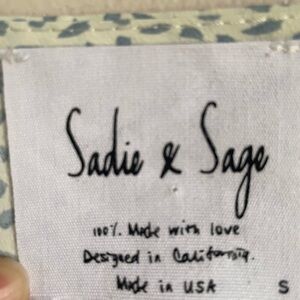 Sadie & Sage
100% Made with love
Designed in California.
Made in USA S